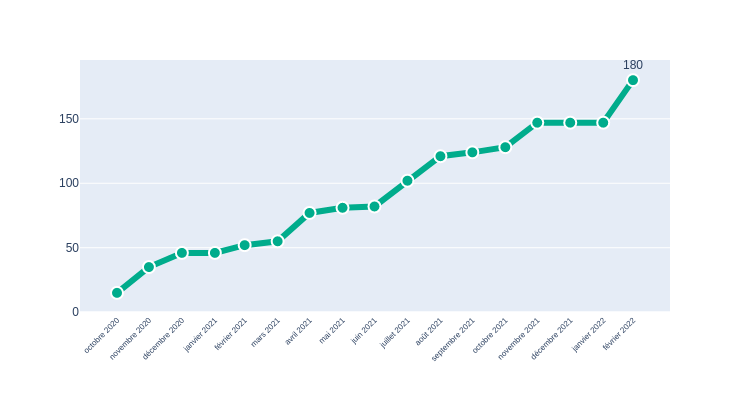 180
150
100
50
0
octobre 2020
novembre 2020
décembre 2020
janvier 2021
février 2021
mars 2021
avril 2021
mai 2021
juin 2021
juillet 2021
août 2021
septembre 2021
octobre 2021
novembre 2021
décembre 2021
janvier 2022
février 2022